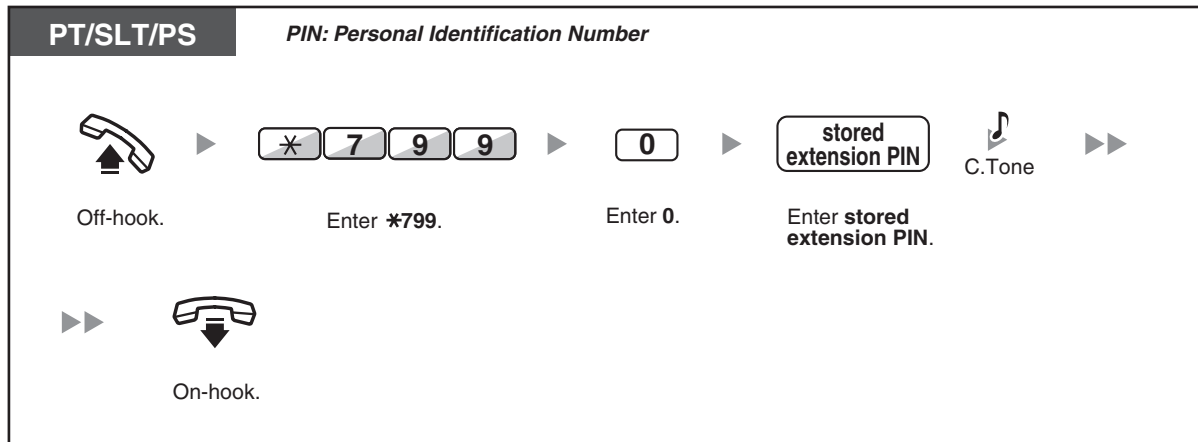 PT/SLT/PS
PIN: Personal Identification Number
* 7 9 9
0
stored
extension PIN
C.Tone
Off-hook.
Enter *799.
Enter 0.
Enter stored
extension PIN.
On-hook.